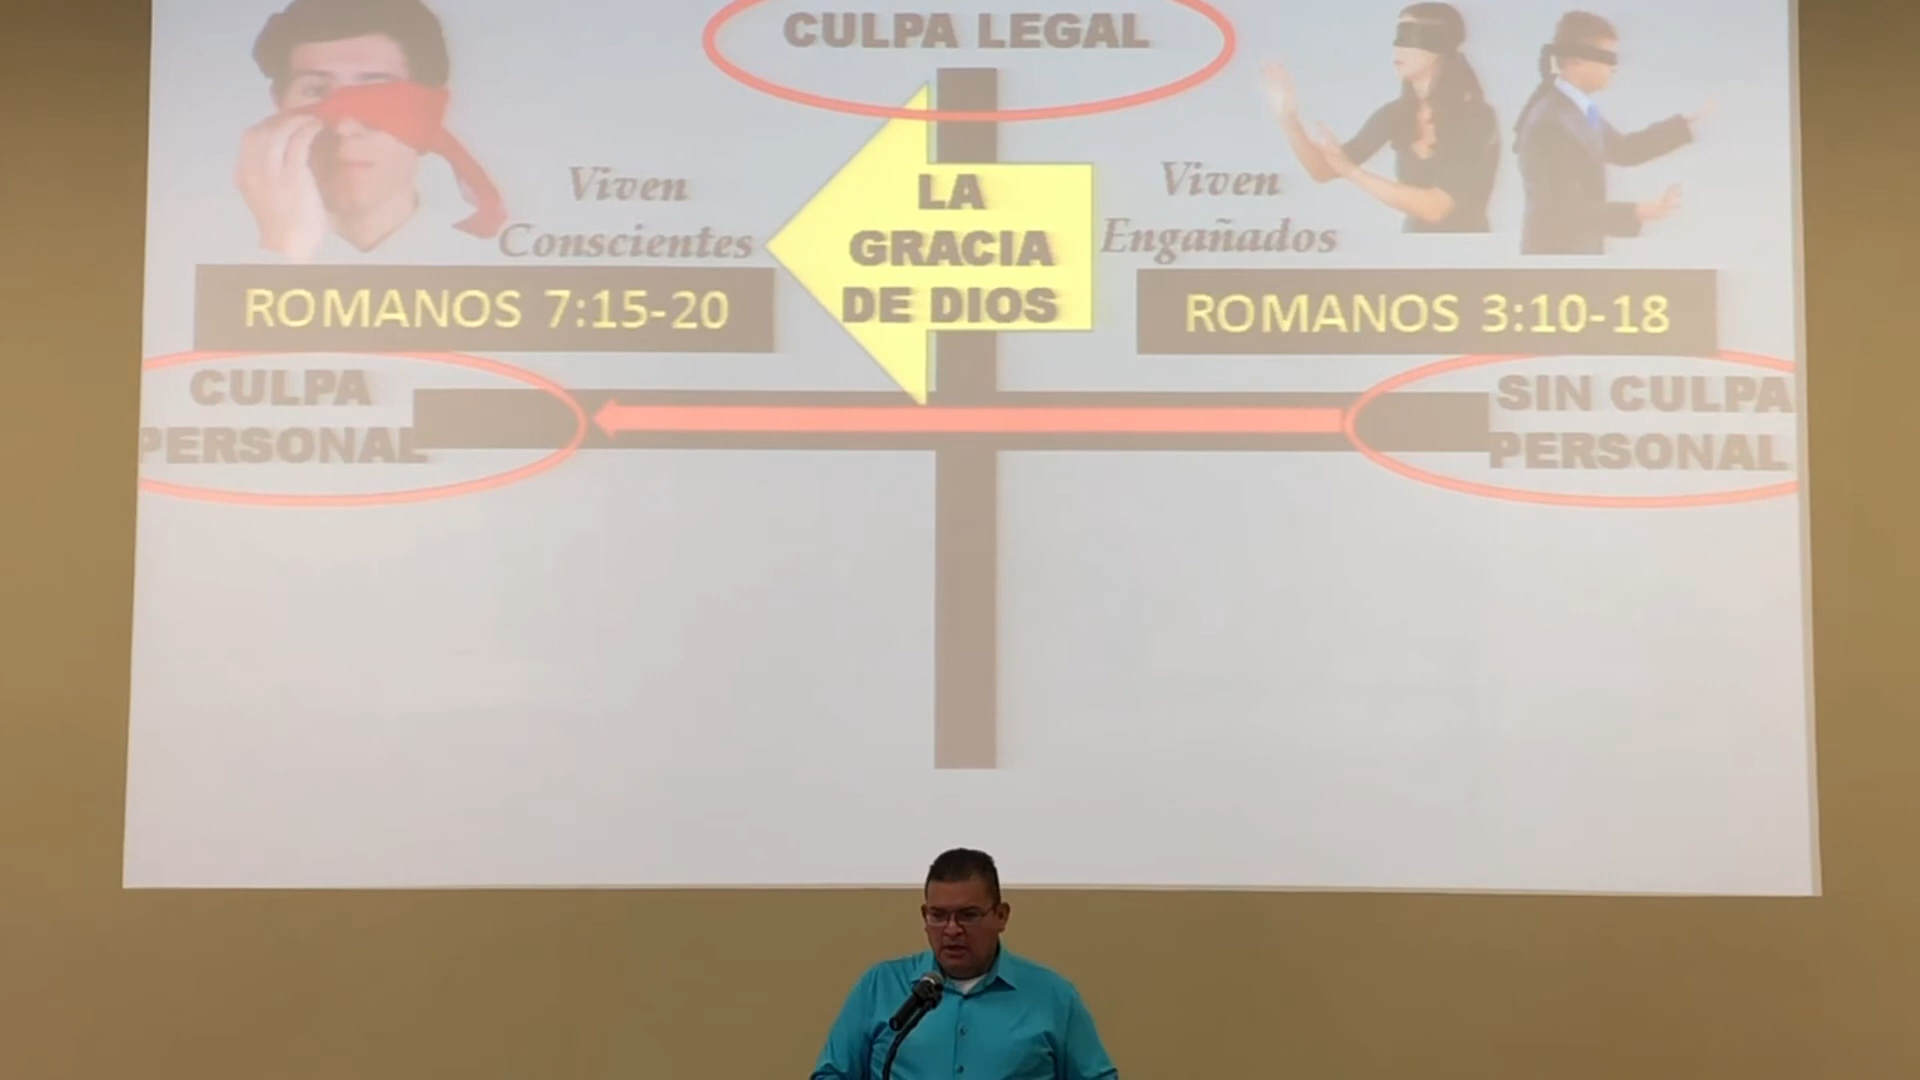 CULPA LEGAL
Viven
Conscientes
LA
GRACIA
DE DIOS
Viven
Engañados
ROMANOS 7:15-20
ROMANOS 3:10-18
CULPA
PERSONAL
SIN CULPA
PERSONAL